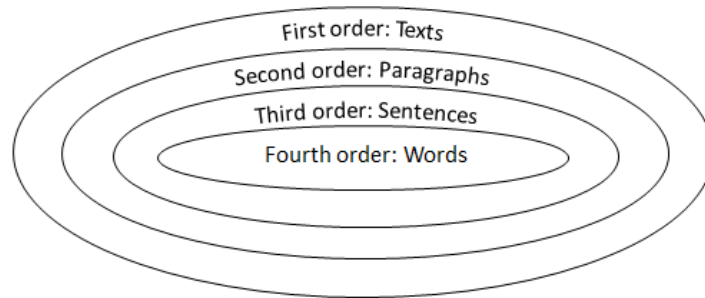 First order: Texts
Second order: Paragraphs
Third order: Sentences
Fourth order: Words